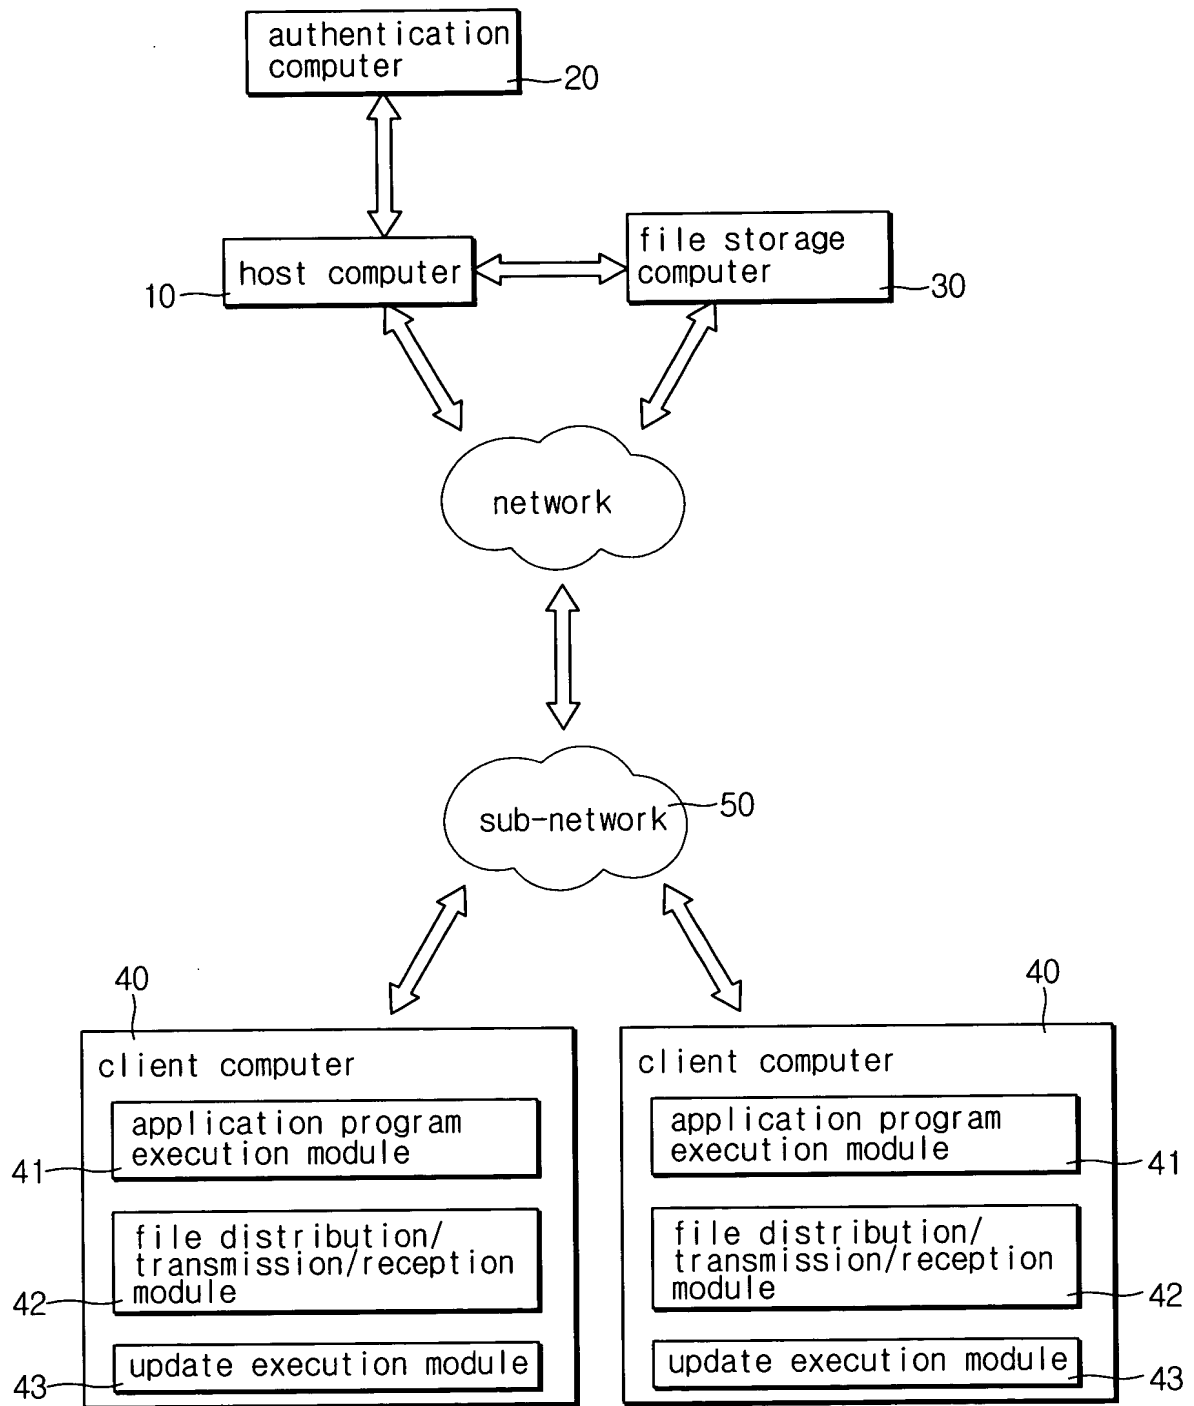 authentication
computer
20
host computer
10
file storage
computer
30
network
sub-network
50
40
client computer
application program
execution module
41
file distribution/
transmission/reception
module
42
update execution module
43
40
client computer
application program
execution module
41
file distribution/
transmission/reception
module
42
update execution module
43